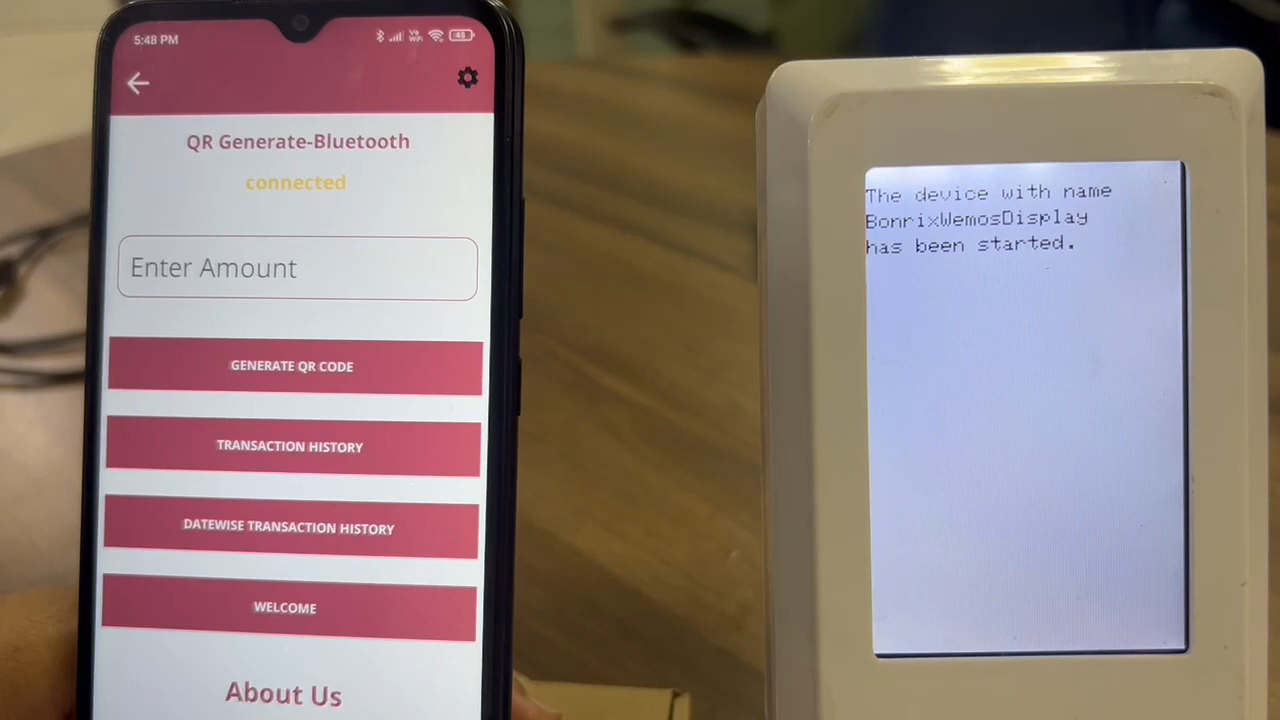 5:48 PM
48
QR Generate-Bluetooth
connected
Enter Amount
GENERATE QR CODE
TRANSACTION HISTORY
DATEWISE TRANSACTION HISTORY
WELCOME
About Us
The device with name
BonrixWemosDisplay
has been started.